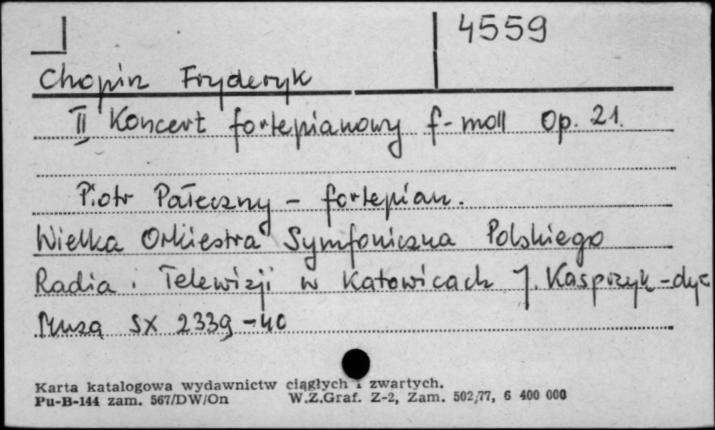 4559
Chopin Fryderyk
II Koncert fortepianowy f-moll Op. 21.
Piotr Paleczny - fortepian.
Wielka Orkiestra Symfoniczna Polskiego
Radia i Telewizji w Katowicach J. Kasprzyk - dyr
Muza SX 2339-40
Karta katalogowa wydawnictw ciągłych i zwartych.
Pu-B-144 zam. 567/DW/On W.Z.Graf. Z-2, Zam. 502/77, 6 400 000